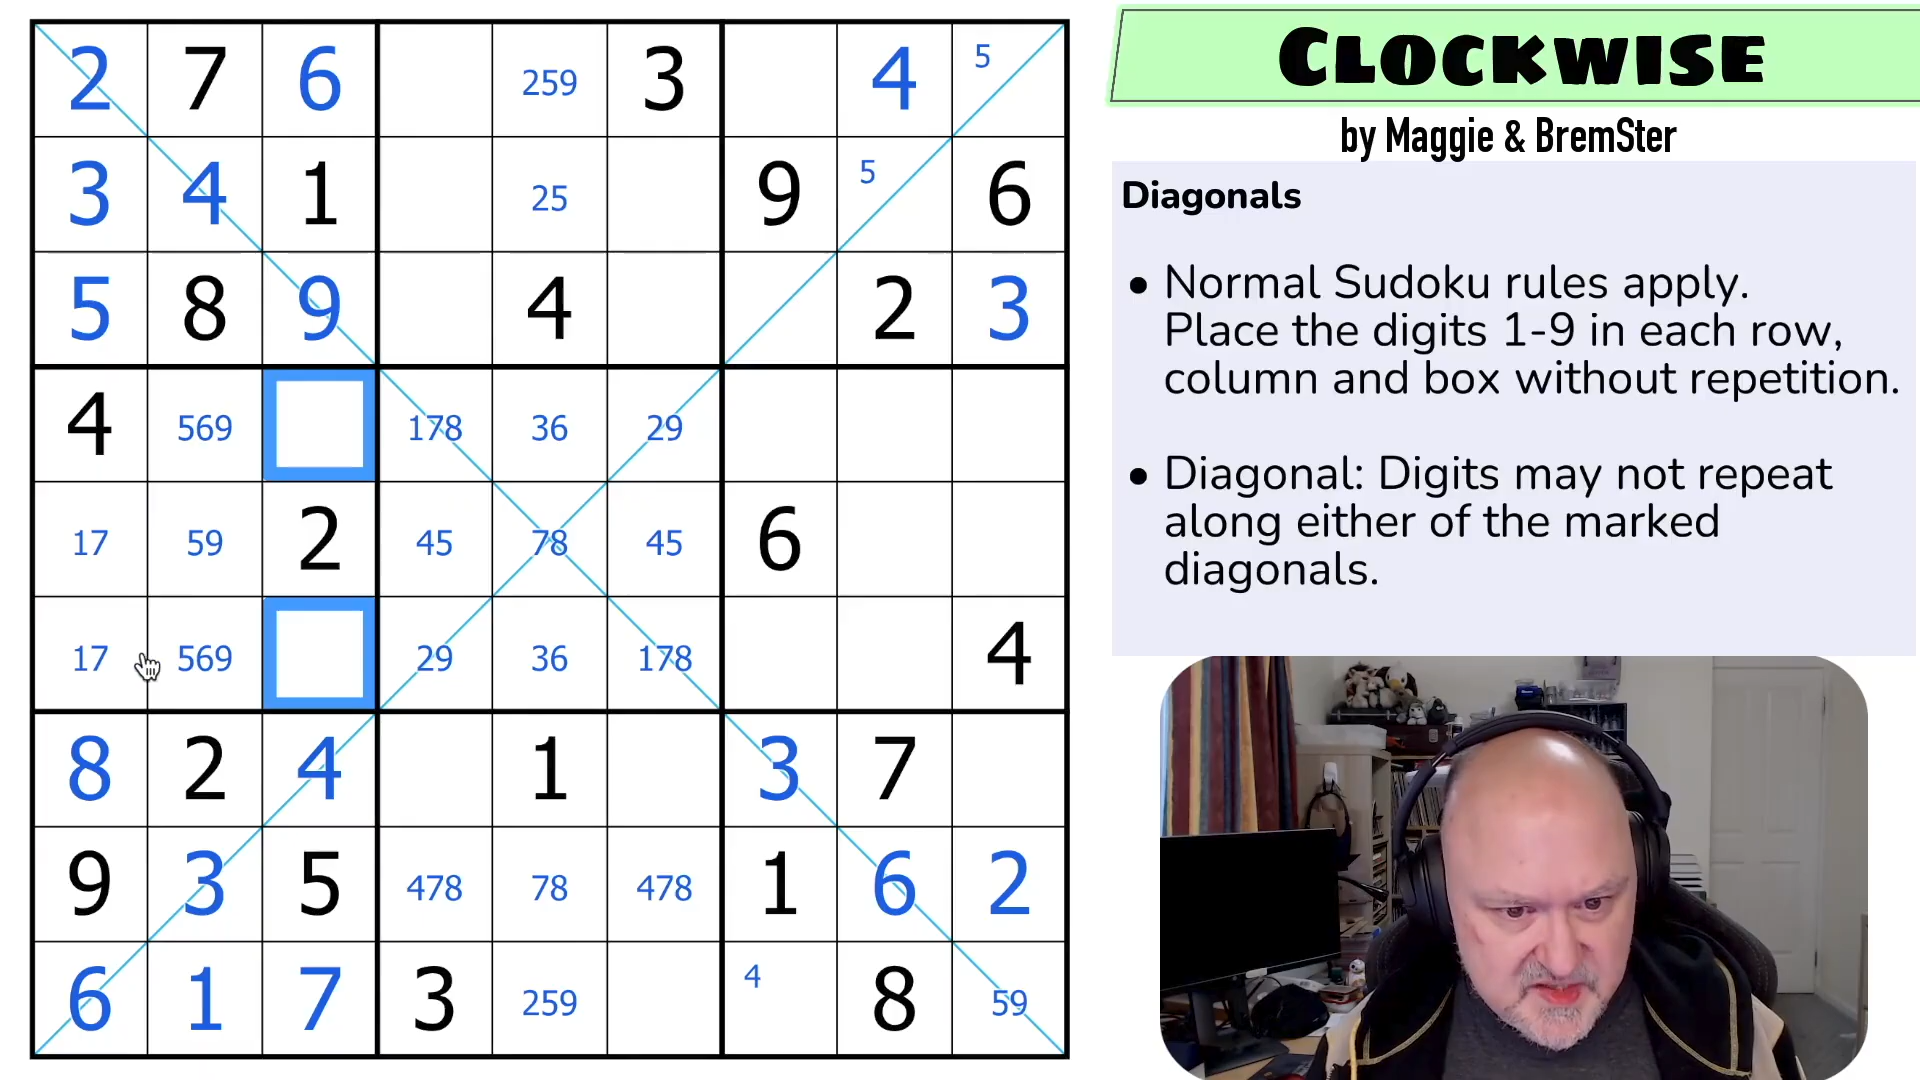 CLOCKWISE
by Maggie & BremSter
Diagonals
• Normal Sudoku rules apply.
Place the digits 1-9 in each row,
column and box without repetition.
• Diagonal: Digits may not repeat
along either of the marked
diagonals.
2 7 6 259 3 4 5
3 4 1 25 9 5 6
5 8 9 4 2 3
4 569 178 36 29
17 59 2 45 78 45 6
17 569 29 36 178 4
8 2 4 1 3 7
9 3 5 478 78 478 1 6 2
6 1 7 3 259 4 8 59